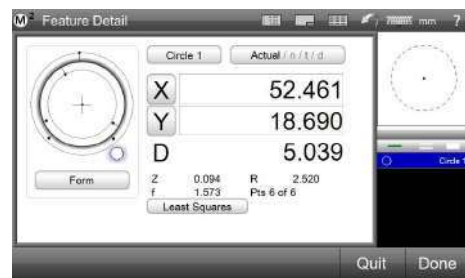 M² Feature Detail mm ?
Circle 1 Actual / n / t / d
X 52.461
Y 18.690
D 5.039
Form
Z 0.094 R 2.520
f 1.573 Pts 6 of 6
Least Squares
Circle 1
Quit Done